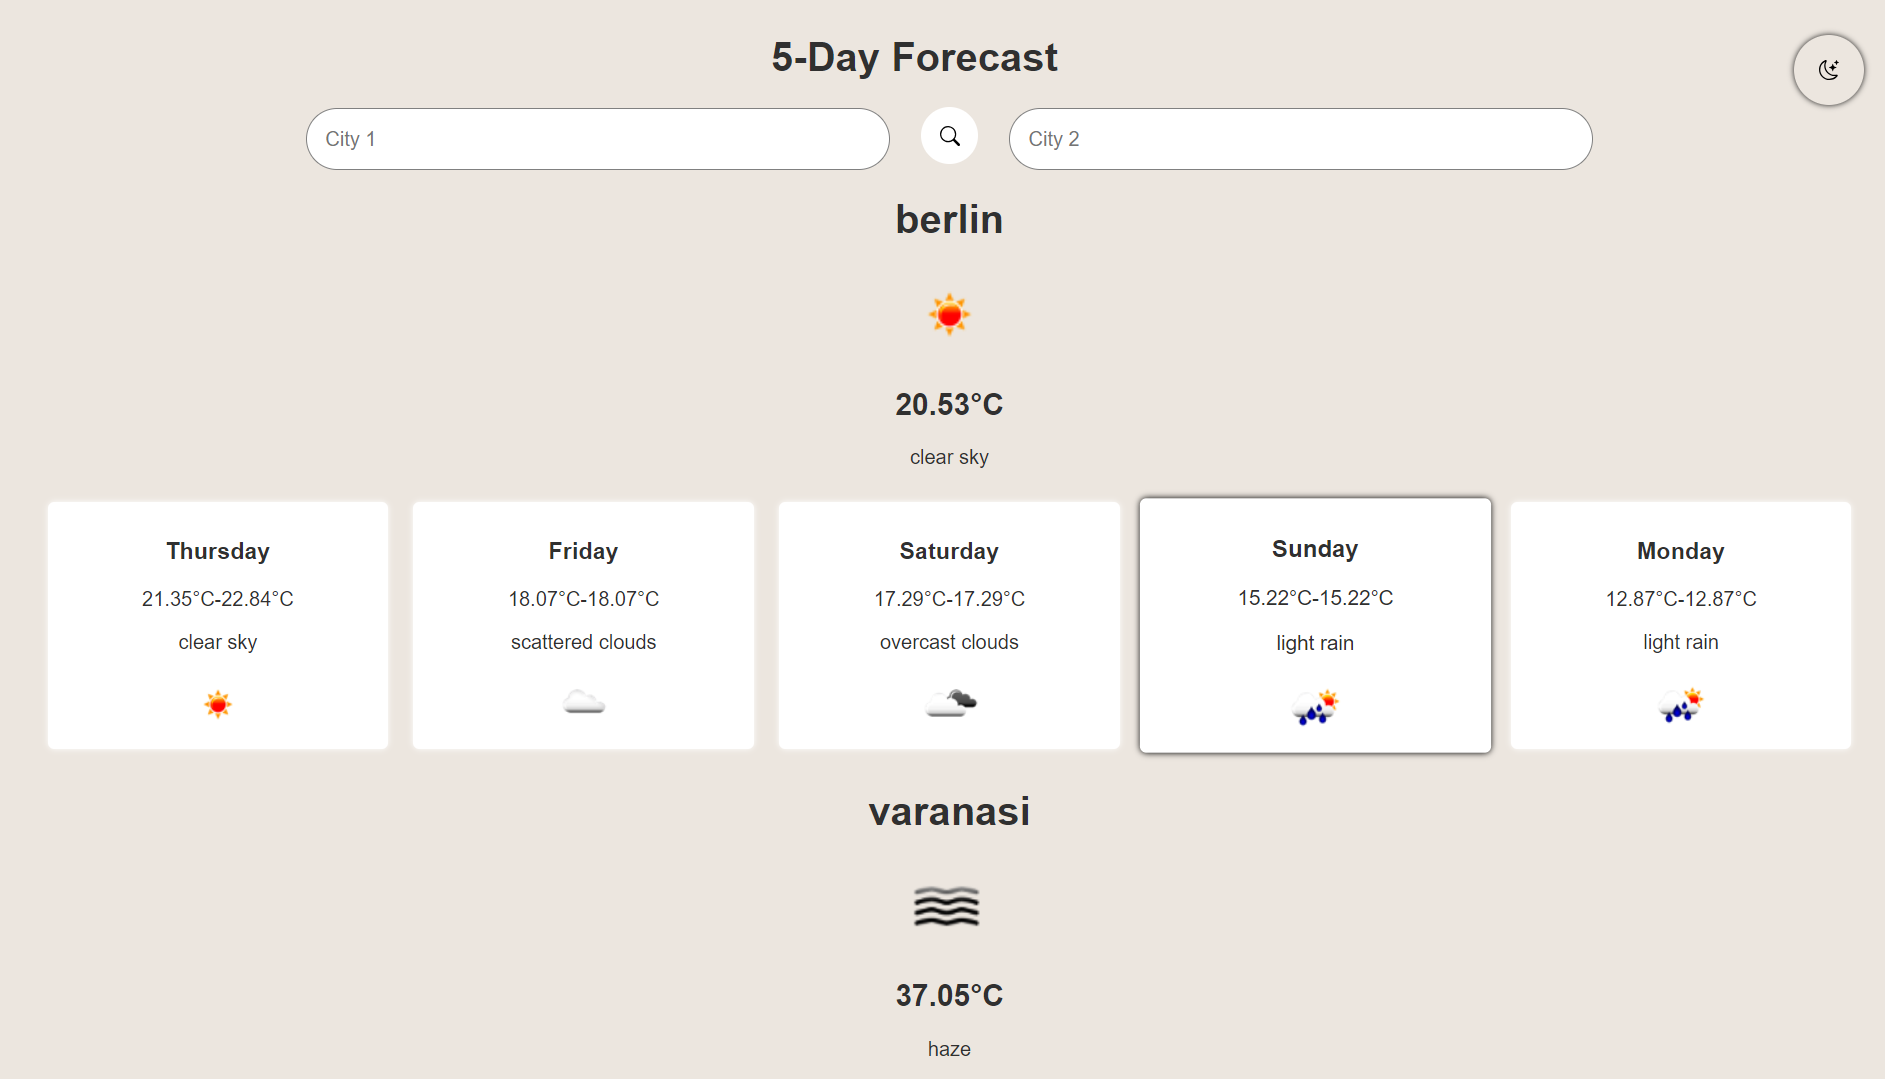 5-Day Forecast
City 1
City 2
berlin
20.53°C
clear sky
Thursday
21.35°C-22.84°C
clear sky
Friday
18.07°C-18.07°C
scattered clouds
Saturday
17.29°C-17.29°C
overcast clouds
Sunday
15.22°C-15.22°C
light rain
Monday
12.87°C-12.87°C
light rain
varanasi
37.05°C
haze